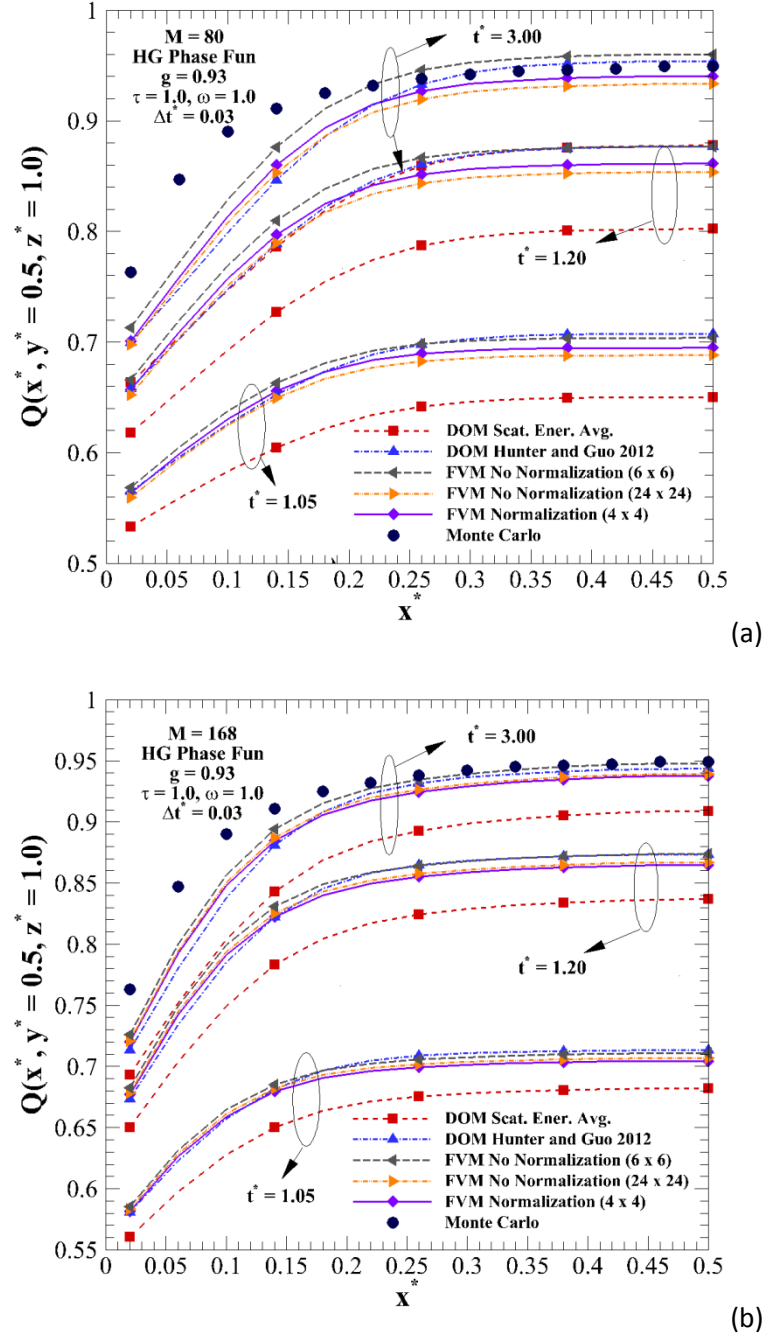 M = 80
HG Phase Fun
g = 0.93
τ = 1.0, ω = 1.0
Δt* = 0.03
t* = 3.00
t* = 1.20
t* = 1.05
DOM Scat. Ener. Avg.
DOM Hunter and Guo 2012
FVM No Normalization (6 x 6)
FVM No Normalization (24 x 24)
FVM Normalization (4 x 4)
Monte Carlo
Q(x*, y* = 0.5, z* = 1.0)
1
0.9
0.8
0.7
0.6
0.5
0 0.05 0.1 0.15 0.2 0.25 0.3 0.35 0.4 0.45 0.5
x*
(a)
M = 168
HG Phase Fun
g = 0.93
τ = 1.0, ω = 1.0
Δt* = 0.03
t* = 3.00
t* = 1.20
t* = 1.05
DOM Scat. Ener. Avg.
DOM Hunter and Guo 2012
FVM No Normalization (6 x 6)
FVM No Normalization (24 x 24)
FVM Normalization (4 x 4)
Monte Carlo
Q(x*, y* = 0.5, z* = 1.0)
1
0.95
0.9
0.85
0.8
0.75
0.7
0.65
0.6
0.55
0 0.05 0.1 0.15 0.2 0.25 0.3 0.35 0.4 0.45 0.5
x*
(b)